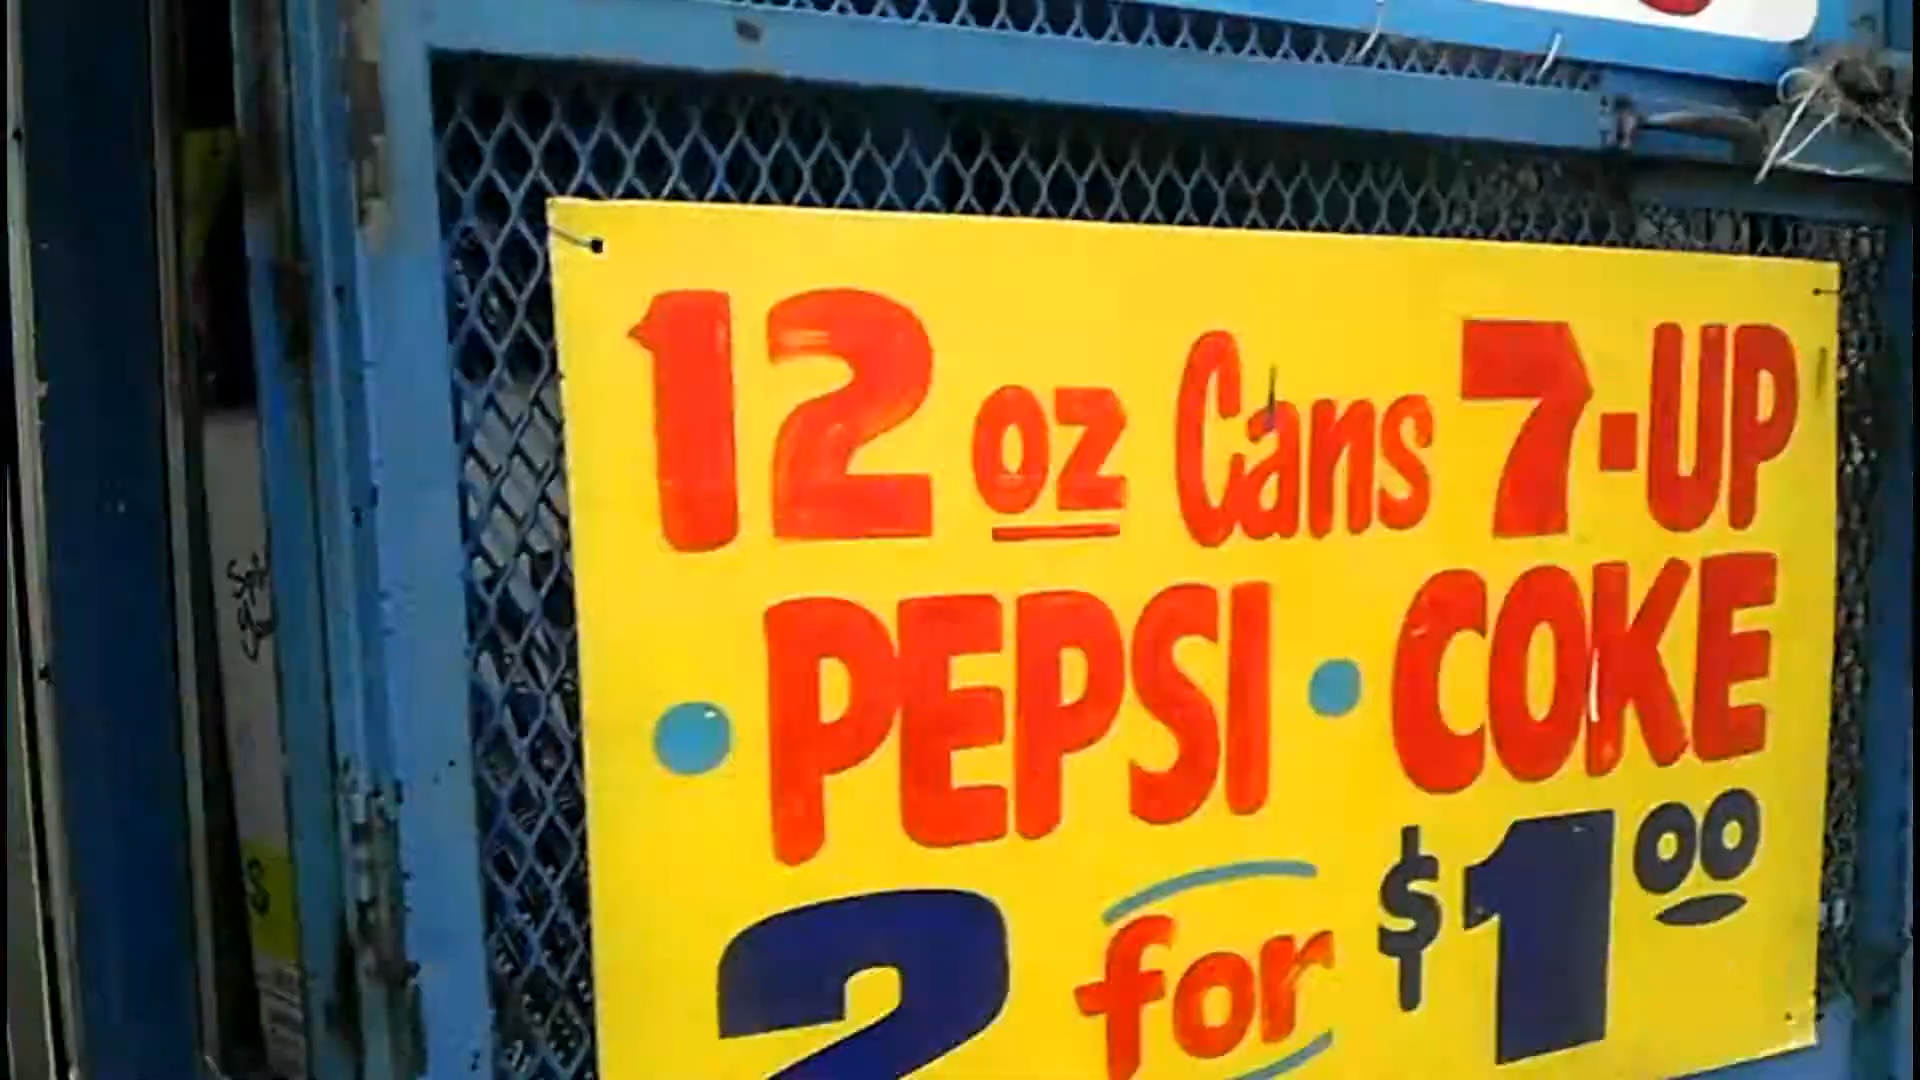 12 oz Cans 7-UP
• PEPSI • COKE
2 for $1.00